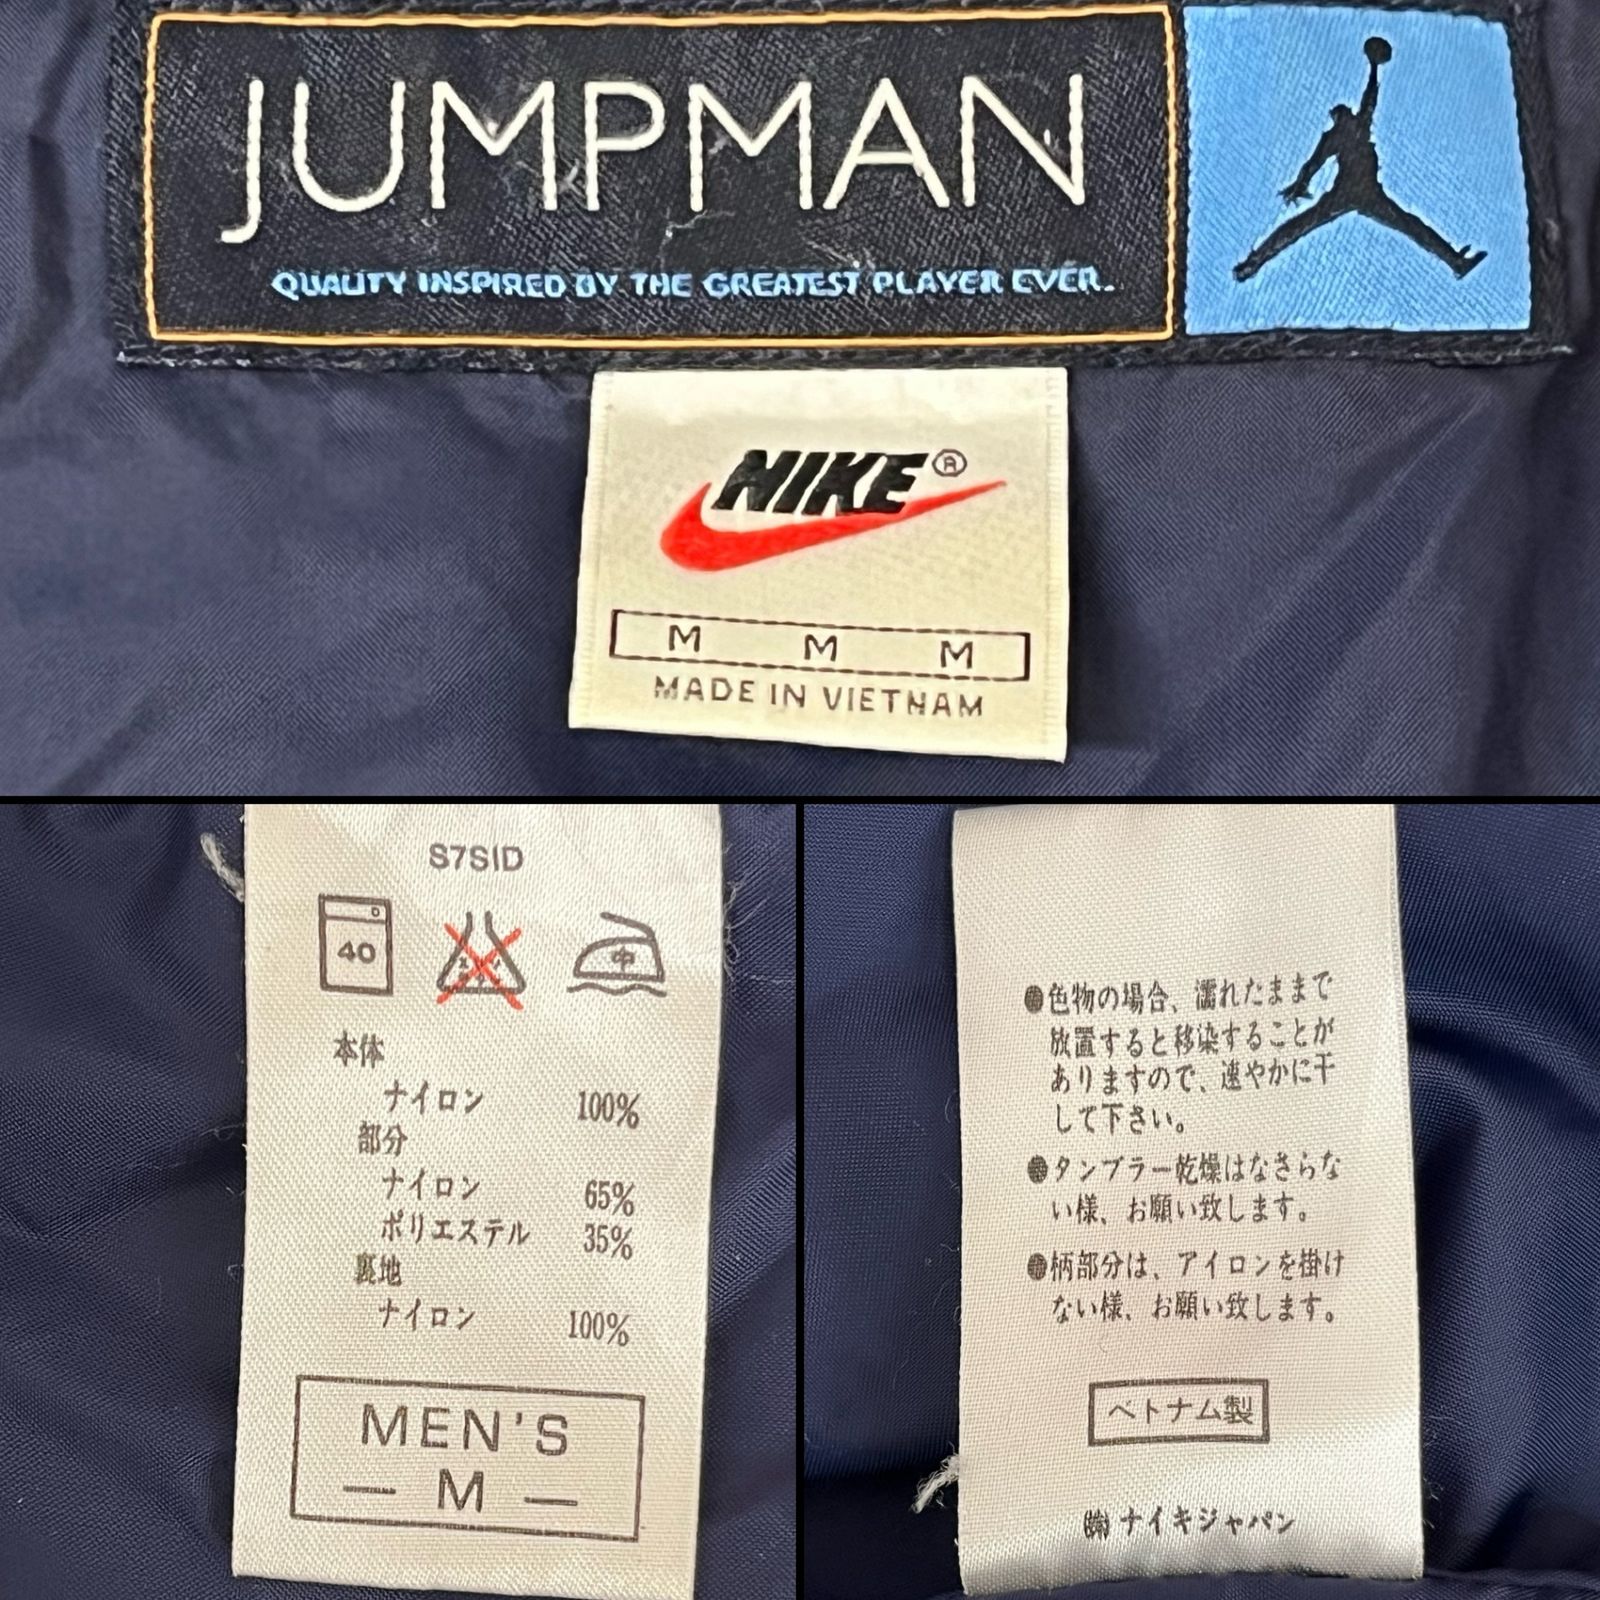 JUMPMAN
QUALITY INSPIRED BY THE GREATEST PLAYER EVER.
NIKE®
M M M
MADE IN VIETNAM
S7SID
40 中
本体
ナイロン 100%
部分
ナイロン 65%
ポリエステル 35%
裏地
ナイロン 100%
MEN'S
— M —
●色物の場合、濡れたままで
放置すると移染することが
ありますので、速やかに干
して下さい。
●タンブラー乾燥はなさらな
い様、お願い致します。
●柄部分は、アイロンを掛け
ない様、お願い致します。
ベトナム製
㈱ナイキジャパン